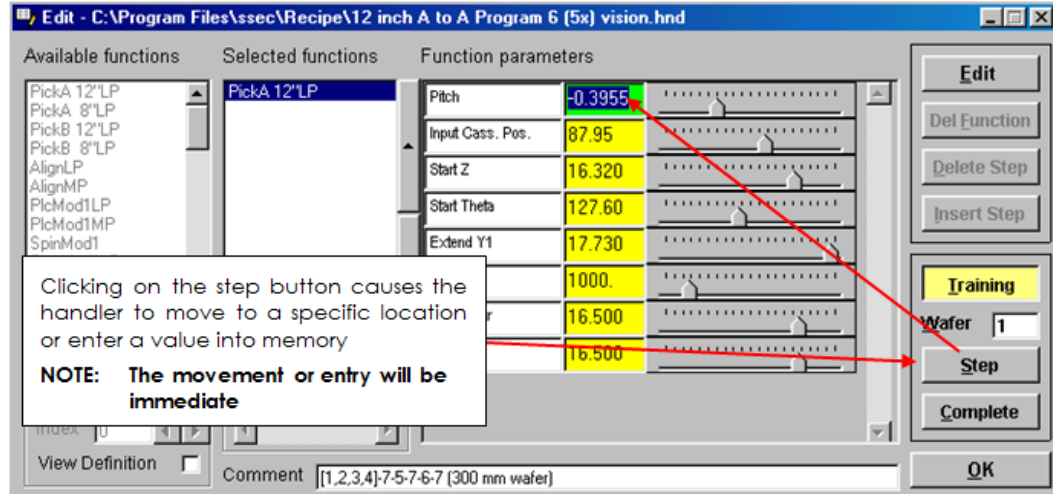 Edit - C:\Program Files\ssec\Recipe\12 inch A to A Program 6 (5x) vision.hnd
Available functions
Selected functions
Function parameters
PickA 12"LP
PickA 8"LP
PickB 12"LP
PickB 8"LP
AlignLP
AlignMP
PlcMod1LP
PlcMod1MP
SpinMod1
PickA 12"LP
Pitch -0.3955
Input Cass. Pos. 87.95
Start Z 16.320
Start Theta 127.60
Extend Y1 17.730
1000.
r 16.500
16.500
Edit
Del Function
Delete Step
Insert Step
Training
Wafer 1
Step
Complete
OK
Clicking on the step button causes the
handler to move to a specific location
or enter a value into memory
NOTE: The movement or entry will be
immediate
Index 0
View Definition
Comment [1,2,3,4]-7-5-7-6-7 (300 mm wafer)